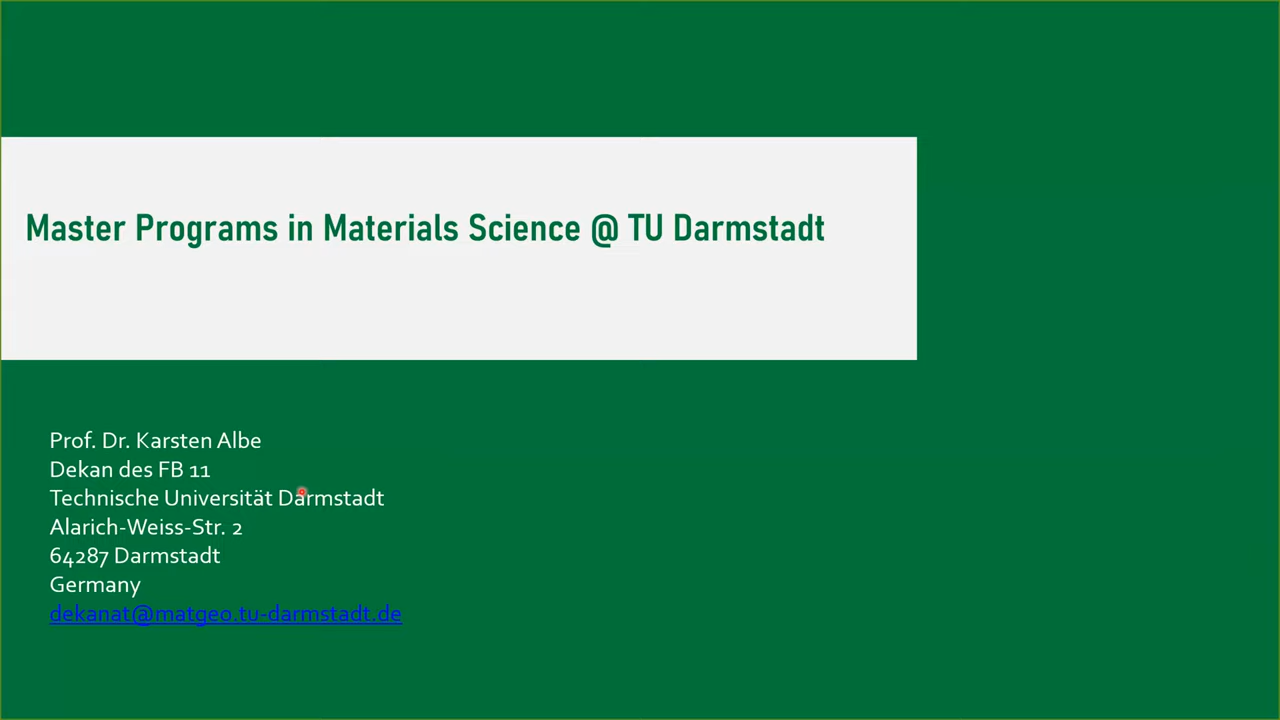 Master Programs in Materials Science @ TU Darmstadt
Prof. Dr. Karsten Albe
Dekan des FB 11
Technische Universität Darmstadt
Alarich-Weiss-Str. 2
64287 Darmstadt
Germany
dekanat@matgeo.tu-darmstadt.de